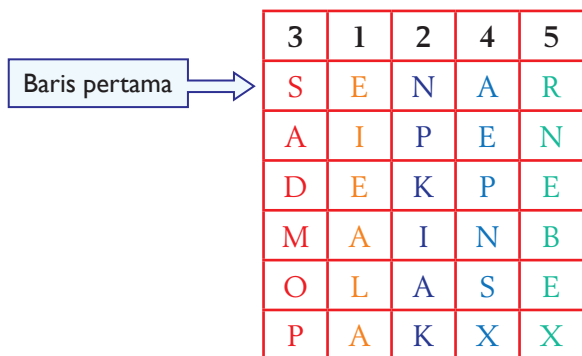 3 1 2 4 5
Baris pertama
S E N A R
A I P E N
D E K P E
M A I N B
O L A S E
P A K X X